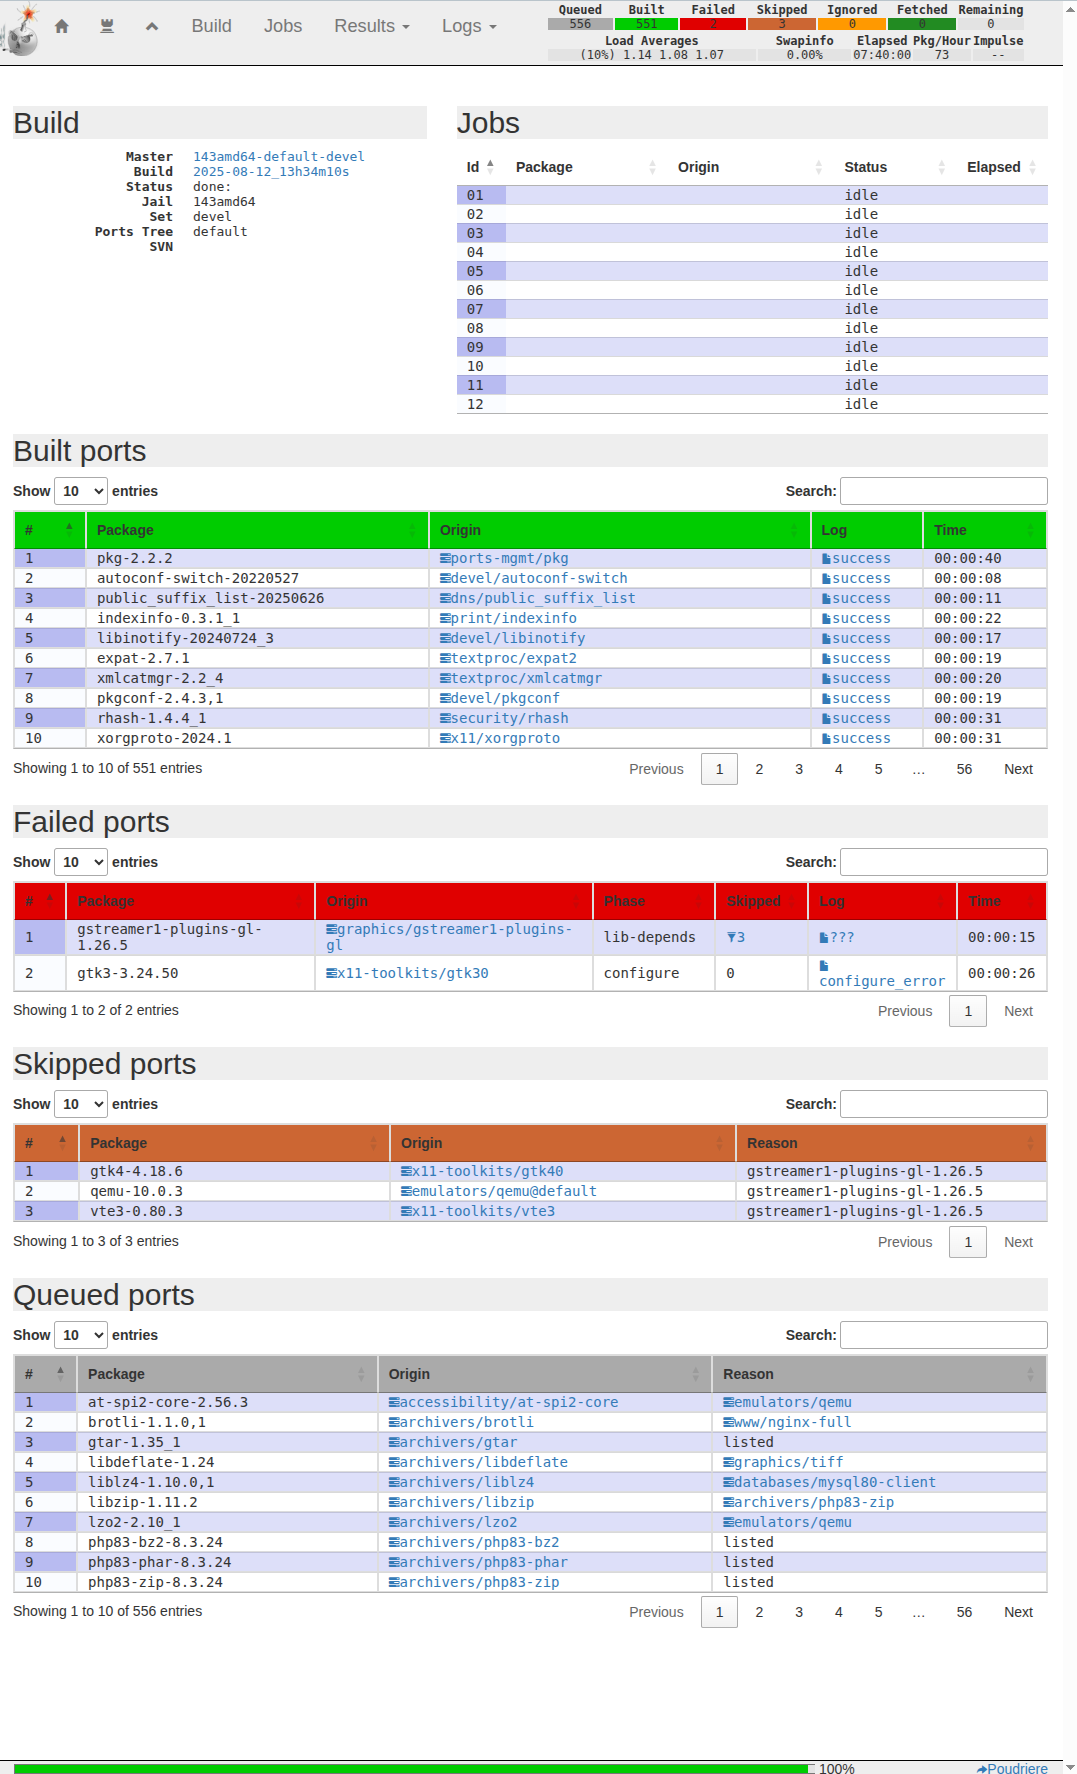 Build Jobs Results Logs
Queued Built Failed Skipped Ignored Fetched Remaining
556 551 2 3 0 0 0
Load Averages Swapinfo Elapsed Pkg/Hour Impulse
(10%) 1.14 1.08 1.07 0.00% 07:40:00 73 --
Build
Master 143amd64-default-devel
Build 2025-08-12_13h34m10s
Status done:
Jail 143amd64
Set devel
Ports Tree default
SVN
Jobs
Id Package Origin Status Elapsed
01 idle
02 idle
03 idle
04 idle
05 idle
06 idle
07 idle
08 idle
09 idle
10 idle
11 idle
12 idle
Built ports
Show 10 entries Search:
# Package Origin Log Time
1 pkg-2.2.2 ports-mgmt/pkg success 00:00:40
2 autoconf-switch-20220527 devel/autoconf-switch success 00:00:08
3 public_suffix_list-20250626 dns/public_suffix_list success 00:00:11
4 indexinfo-0.3.1_1 print/indexinfo success 00:00:22
5 libinotify-20240724_3 devel/libinotify success 00:00:17
6 expat-2.7.1 textproc/expat2 success 00:00:19
7 xmlcatmgr-2.2_4 textproc/xmlcatmgr success 00:00:20
8 pkgconf-2.4.3,1 devel/pkgconf success 00:00:19
9 rhash-1.4.4_1 security/rhash success 00:00:31
10 xorgproto-2024.1 x11/xorgproto success 00:00:31
Showing 1 to 10 of 551 entries Previous 1 2 3 4 5 … 56 Next
Failed ports
Show 10 entries Search:
# Package Origin Phase Skipped Log Time
1 gstreamer1-plugins-gl-1.26.5 graphics/gstreamer1-plugins-gl lib-depends 3 ??? 00:00:15
2 gtk3-3.24.50 x11-toolkits/gtk30 configure 0 configure_error 00:00:26
Showing 1 to 2 of 2 entries Previous 1 Next
Skipped ports
Show 10 entries Search:
# Package Origin Reason
1 gtk4-4.18.6 x11-toolkits/gtk40 gstreamer1-plugins-gl-1.26.5
2 qemu-10.0.3 emulators/qemu@default gstreamer1-plugins-gl-1.26.5
3 vte3-0.80.3 x11-toolkits/vte3 gstreamer1-plugins-gl-1.26.5
Showing 1 to 3 of 3 entries Previous 1 Next
Queued ports
Show 10 entries Search:
# Package Origin Reason
1 at-spi2-core-2.56.3 accessibility/at-spi2-core emulators/qemu
2 brotli-1.1.0,1 archivers/brotli www/nginx-full
3 gtar-1.35_1 archivers/gtar listed
4 libdeflate-1.24 archivers/libdeflate graphics/tiff
5 liblz4-1.10.0,1 archivers/liblz4 databases/mysql80-client
6 libzip-1.11.2 archivers/libzip archivers/php83-zip
7 lzo2-2.10_1 archivers/lzo2 emulators/qemu
8 php83-bz2-8.3.24 archivers/php83-bz2 listed
9 php83-phar-8.3.24 archivers/php83-phar listed
10 php83-zip-8.3.24 archivers/php83-zip listed
Showing 1 to 10 of 556 entries Previous 1 2 3 4 5 … 56 Next
100% Poudriere